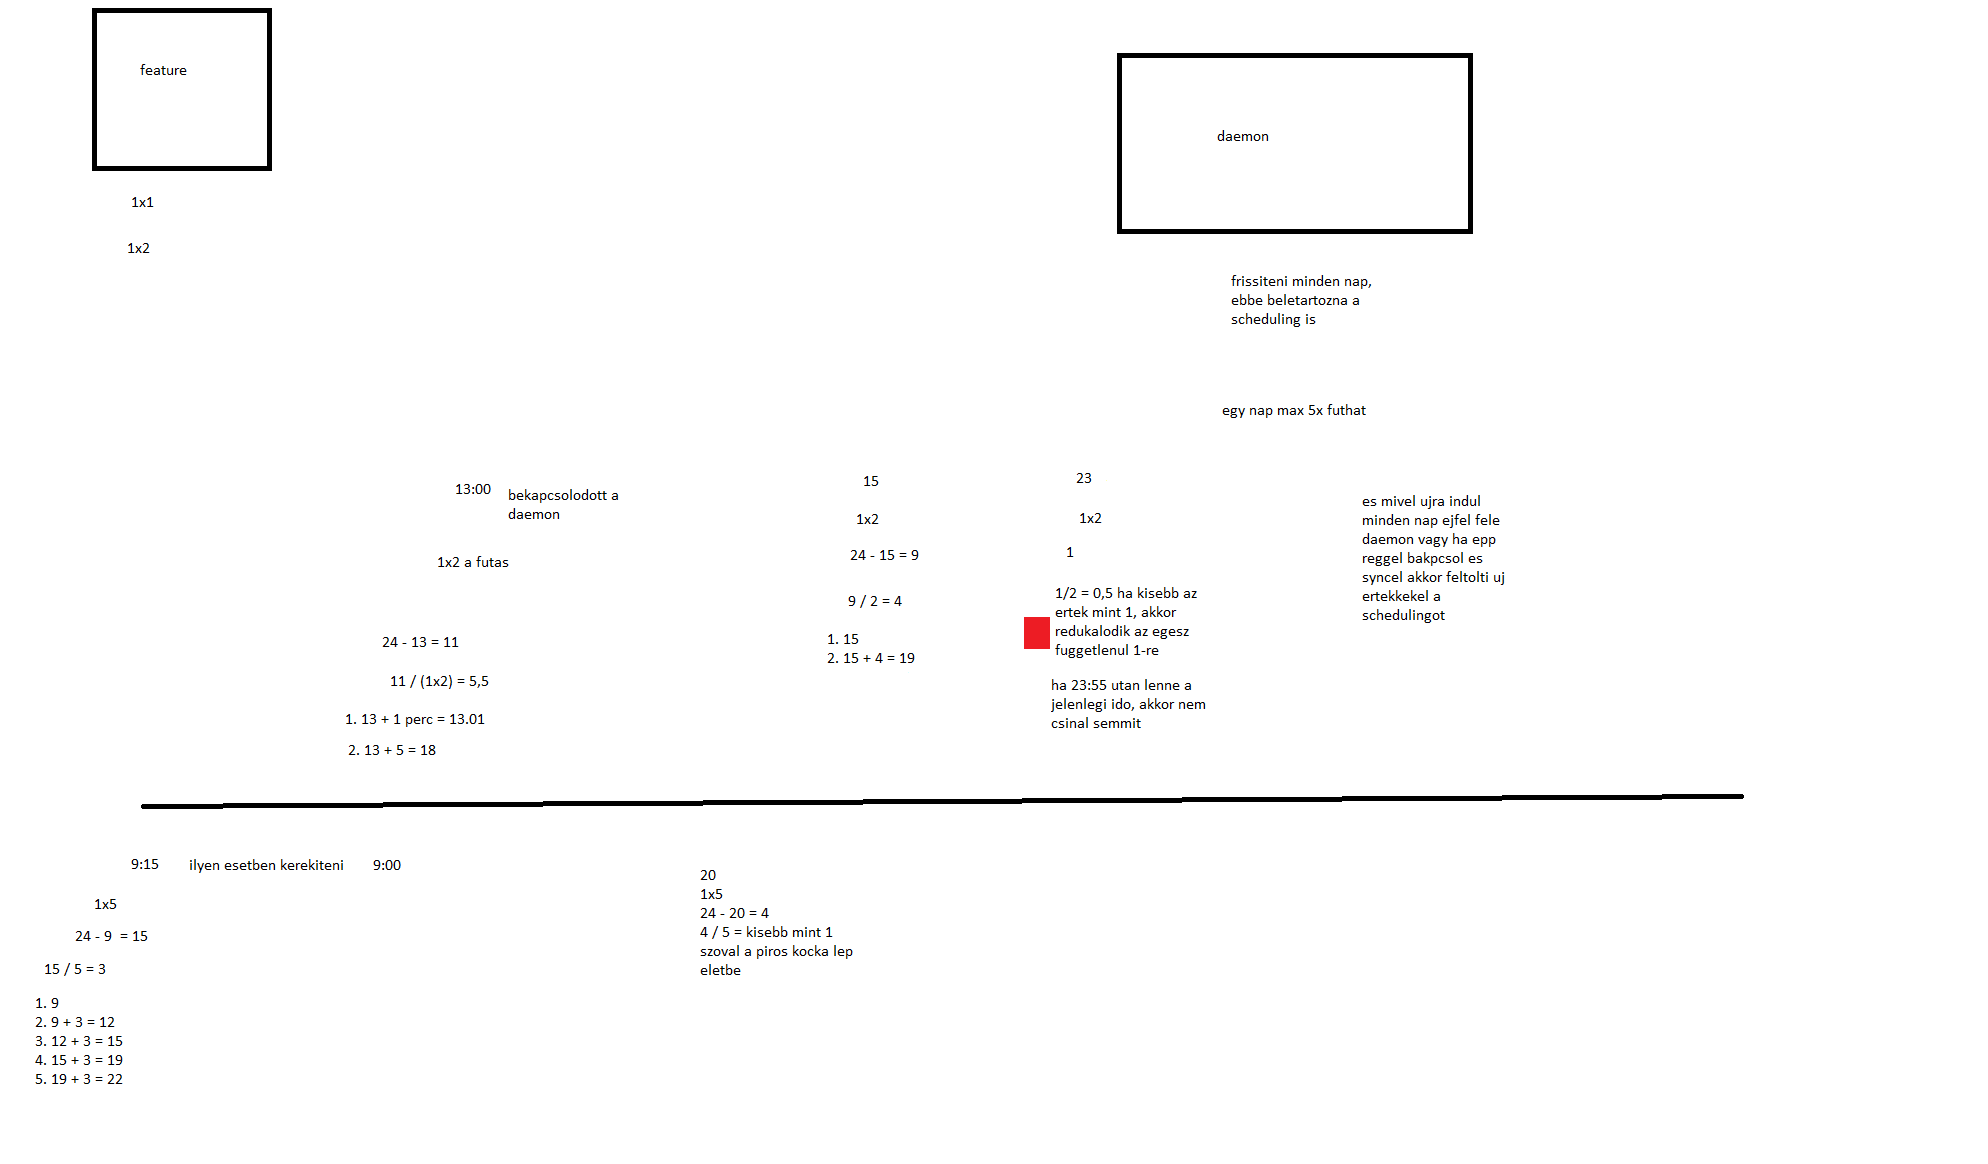 feature
1x1
1x2
daemon
frissiteni minden nap,
ebbe beletartozna a
scheduling is
egy nap max 5x futhat
13:00
bekapcsolodott a
daemon
1x2 a futas
24 - 13 = 11
11 / (1x2) = 5,5
1. 13 + 1 perc = 13.01
2. 13 + 5 = 18
15
1x2
24 - 15 = 9
9 / 2 = 4
1. 15
2. 15 + 4 = 19
23
1x2
1
1/2 = 0,5 ha kisebb az
ertek mint 1, akkor
redukalodik az egesz
fuggetlenul 1-re
ha 23:55 utan lenne a
jelenlegi ido, akkor nem
csinal semmit
es mivel ujra indul
minden nap ejfel fele
daemon vagy ha epp
reggel bakpcsol es
syncel akkor feltolti uj
ertekkekel a
schedulingot
9:15 ilyen esetben kerekiteni 9:00
1x5
24 - 9  = 15
15 / 5 = 3
1. 9
2. 9 + 3 = 12
3. 12 + 3 = 15
4. 15 + 3 = 19
5. 19 + 3 = 22
20
1x5
24 - 20 = 4
4 / 5 = kisebb mint 1
szoval a piros kocka lep
eletbe